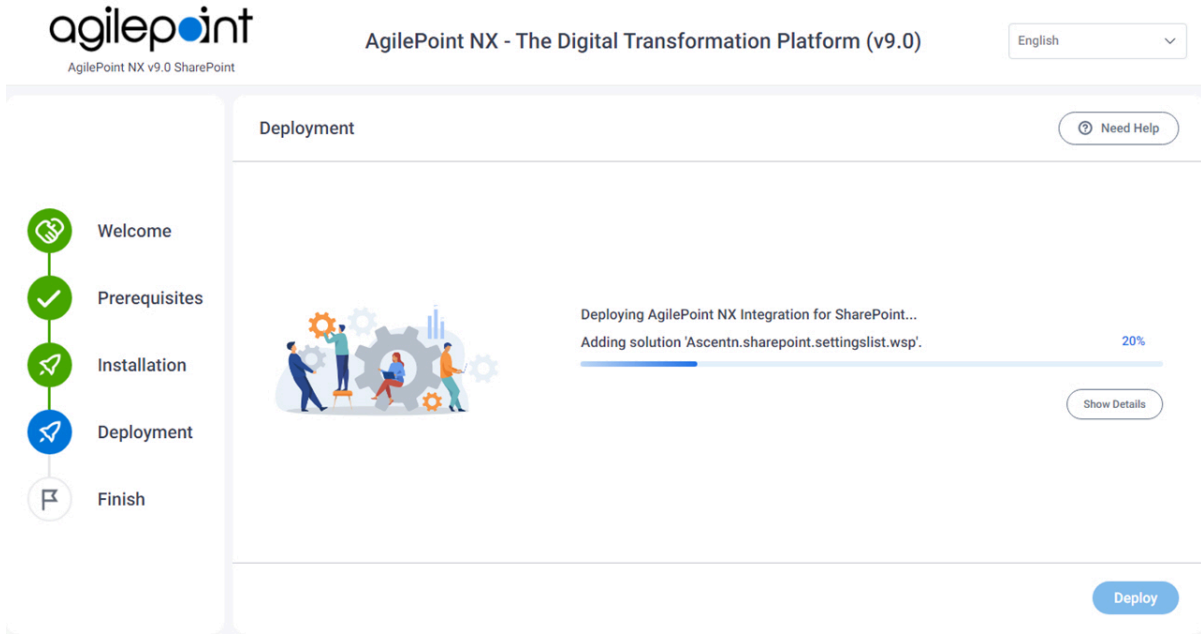 agilepoint
AgilePoint NX v9.0 SharePoint
AgilePoint NX - The Digital Transformation Platform (v9.0)
English
Deployment
Need Help
Welcome
Prerequisites
Installation
Deployment
Finish
Deploying AgilePoint NX Integration for SharePoint...
Adding solution 'Ascentn.sharepoint.settingslist.wsp'.
20%
Show Details
Deploy